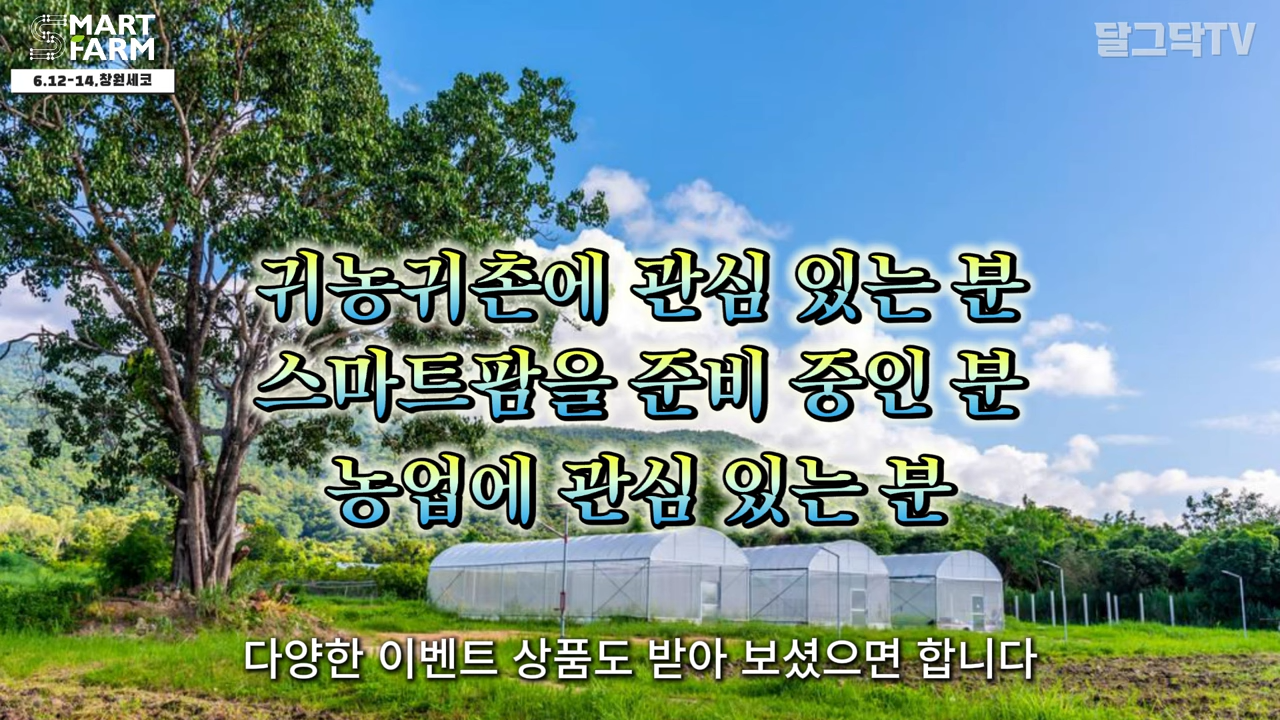 SMART
FARM
6.12-14,창원세코
달그닥TV
귀농귀촌에 관심 있는 분
스마트팜을 준비 중인 분
농업에 관심 있는 분
다양한 이벤트 상품도 받아 보셨으면 합니다